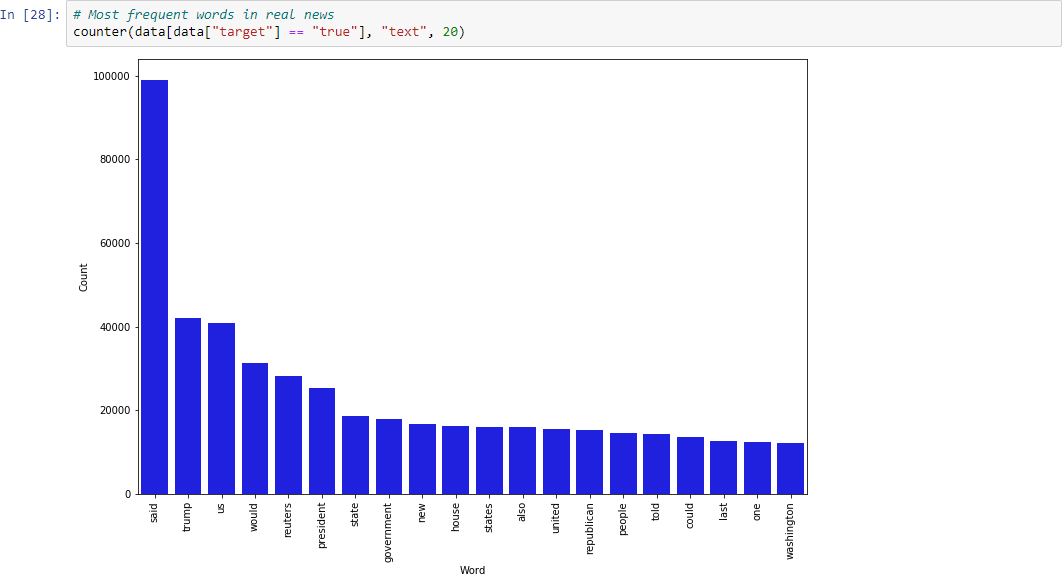 In [28]: # Most frequent words in real news
counter(data[data["target"] == "true"], "text", 20)
100000
80000
60000
40000
20000
0
Count
said
trump
us
would
reuters
president
state
government
new
house
states
also
united
republican
people
told
could
last
one
washington
Word